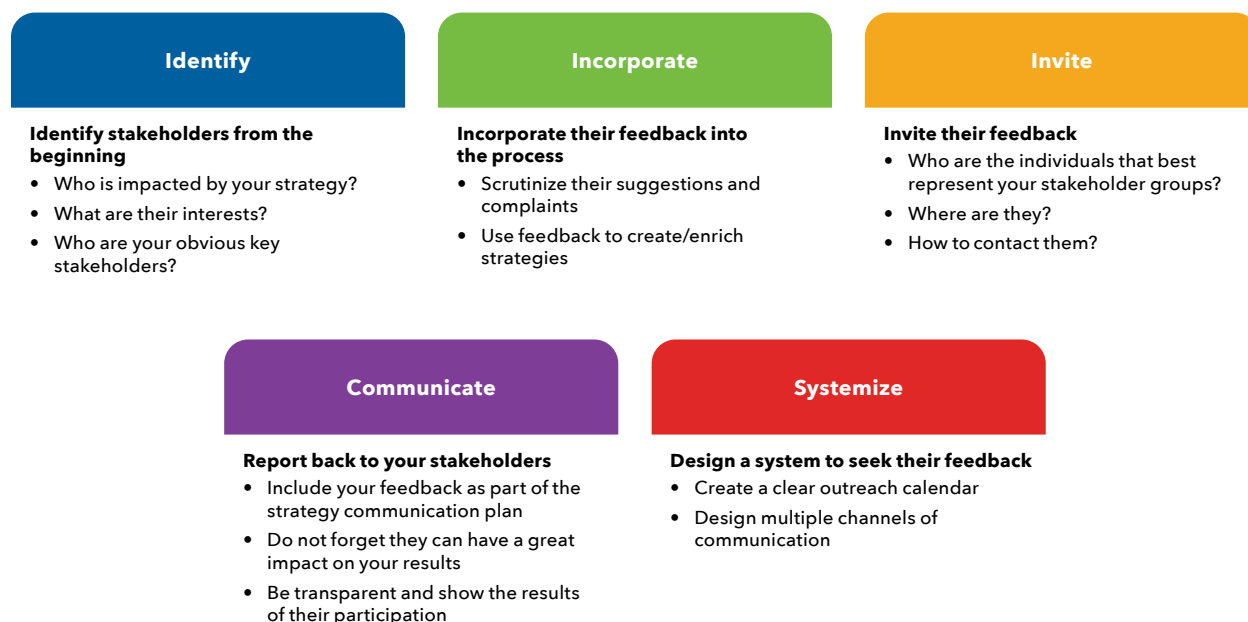 Identify
Identify stakeholders from the
beginning
• Who is impacted by your strategy?
• What are their interests?
• Who are your obvious key
stakeholders?
Incorporate
Incorporate their feedback into
the process
• Scrutinize their suggestions and
complaints
• Use feedback to create/enrich
strategies
Invite
Invite their feedback
• Who are the individuals that best
represent your stakeholder groups?
• Where are they?
• How to contact them?
Communicate
Report back to your stakeholders
• Include your feedback as part of the
strategy communication plan
• Do not forget they can have a great
impact on your results
• Be transparent and show the results
of their participation
Systemize
Design a system to seek their feedback
• Create a clear outreach calendar
• Design multiple channels of
communication